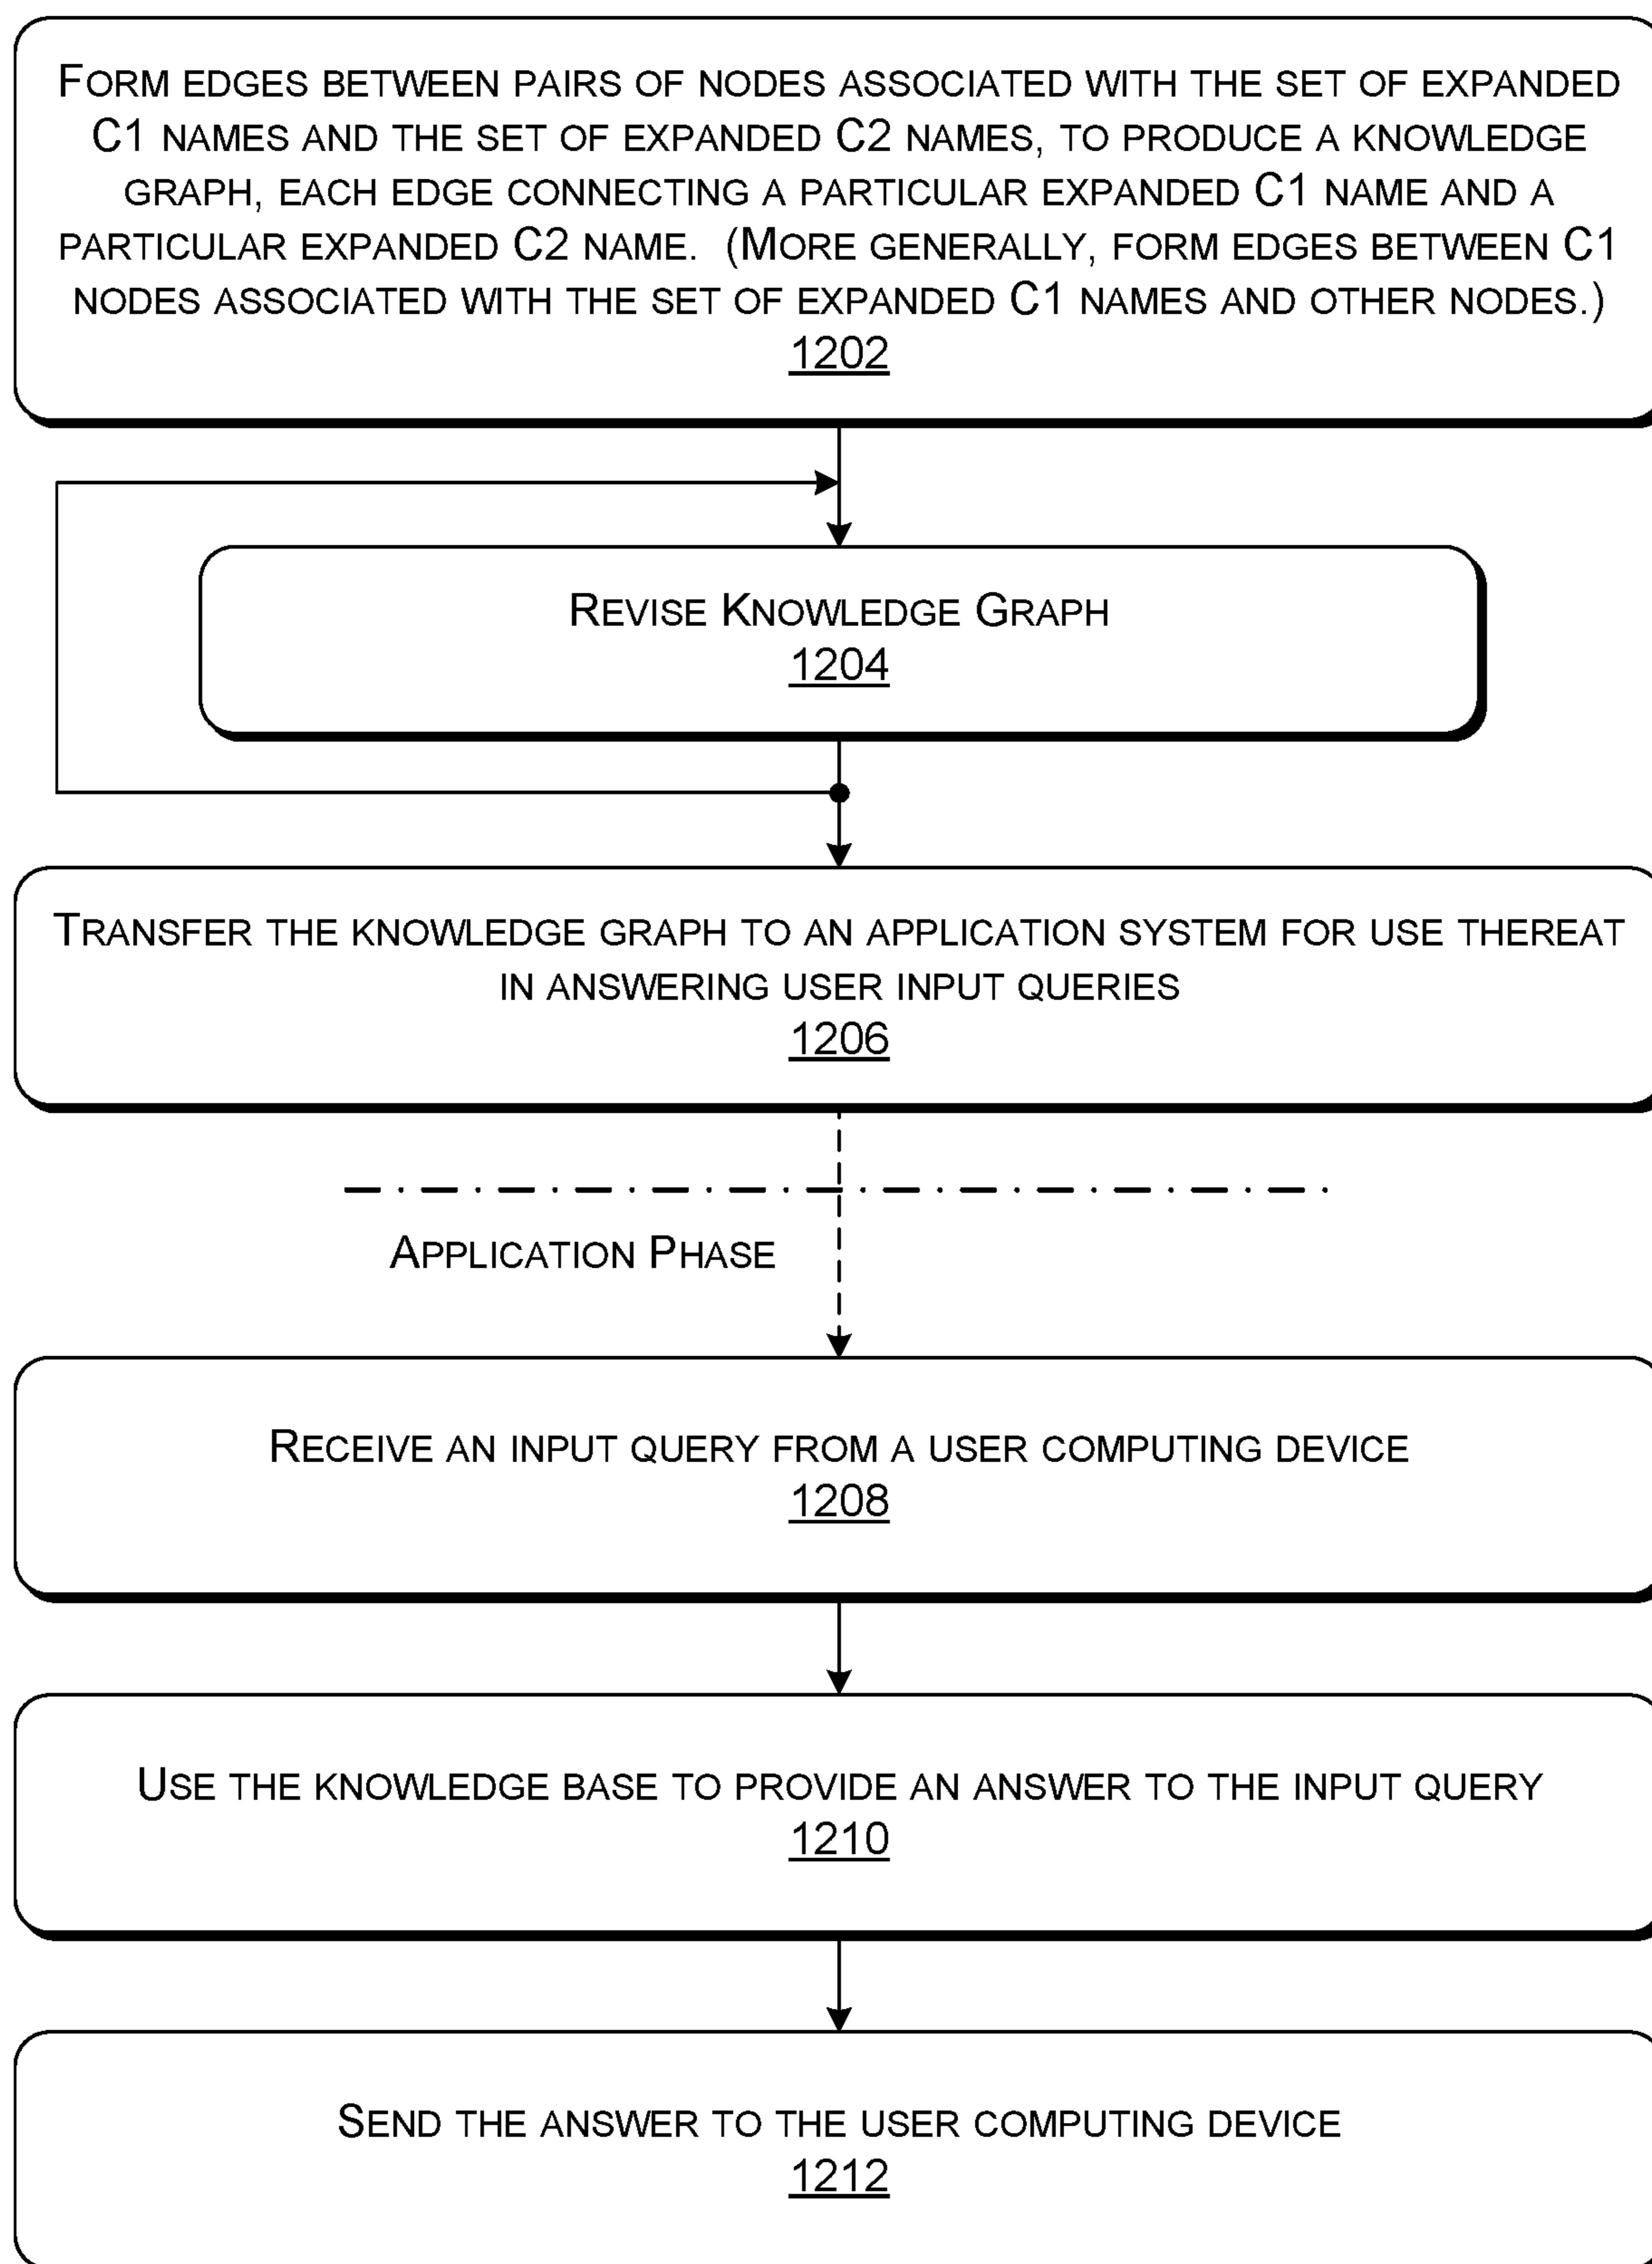 FORM EDGES BETWEEN PAIRS OF NODES ASSOCIATED WITH THE SET OF EXPANDED
C1 NAMES AND THE SET OF EXPANDED C2 NAMES, TO PRODUCE A KNOWLEDGE
GRAPH, EACH EDGE CONNECTING A PARTICULAR EXPANDED C1 NAME AND A
PARTICULAR EXPANDED C2 NAME. (MORE GENERALLY, FORM EDGES BETWEEN C1
NODES ASSOCIATED WITH THE SET OF EXPANDED C1 NAMES AND OTHER NODES.)
1202
REVISE KNOWLEDGE GRAPH
1204
TRANSFER THE KNOWLEDGE GRAPH TO AN APPLICATION SYSTEM FOR USE THEREAT
IN ANSWERING USER INPUT QUERIES
1206
APPLICATION PHASE
RECEIVE AN INPUT QUERY FROM A USER COMPUTING DEVICE
1208
USE THE KNOWLEDGE BASE TO PROVIDE AN ANSWER TO THE INPUT QUERY
1210
SEND THE ANSWER TO THE USER COMPUTING DEVICE
1212